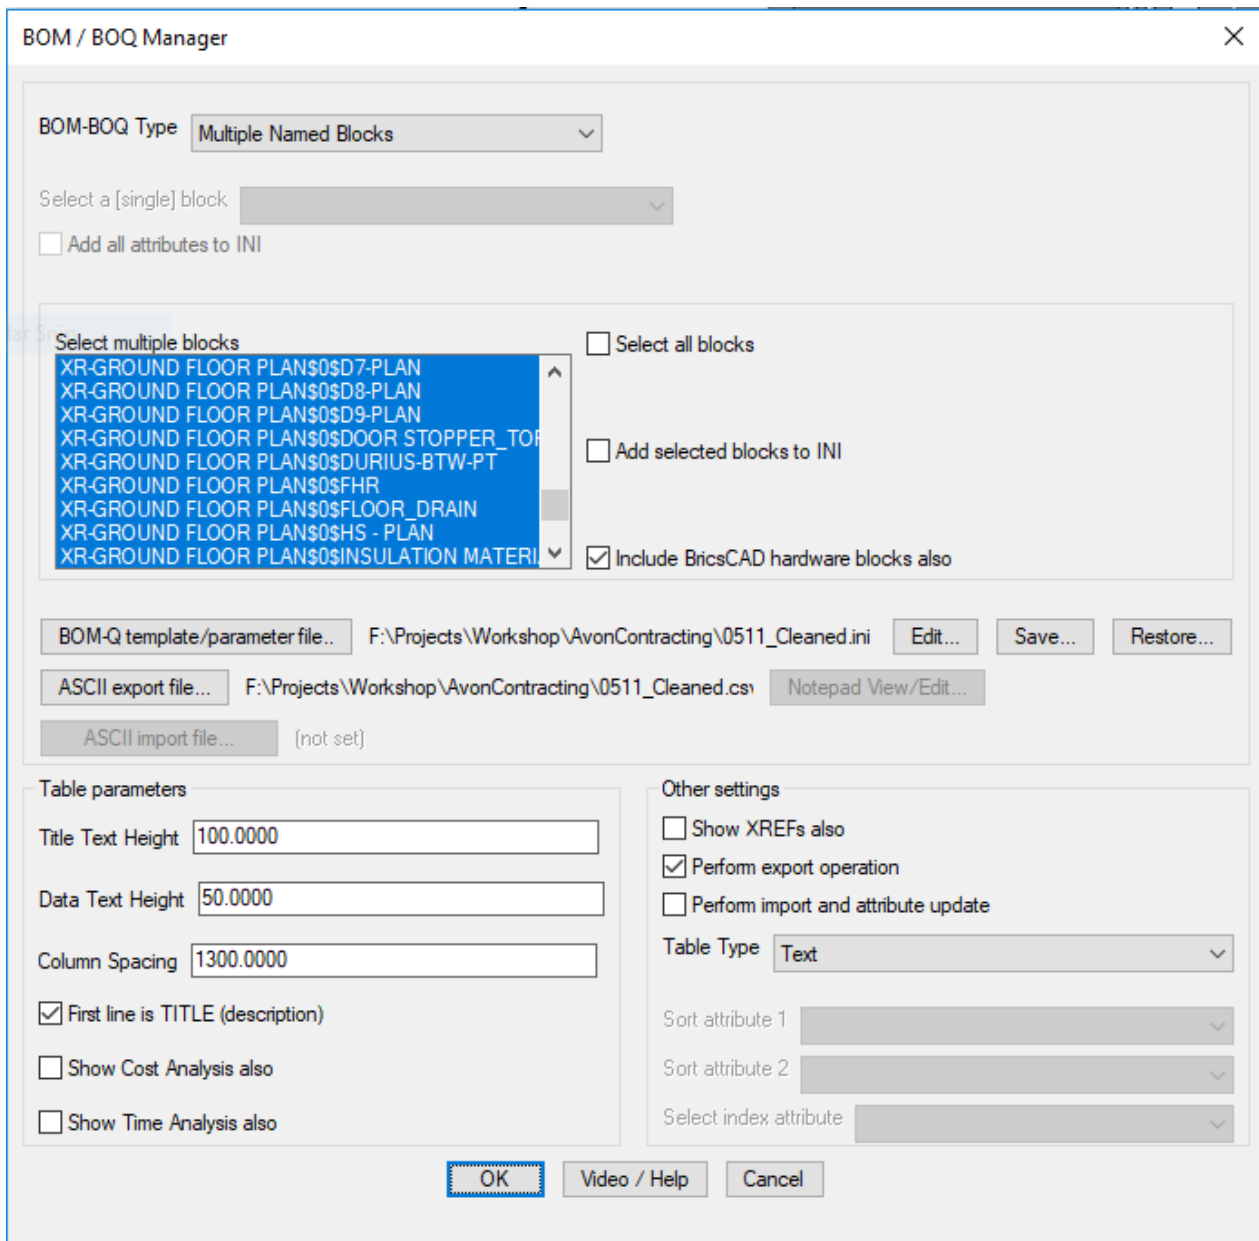 BOM / BOQ Manager
BOM-BOQ Type Multiple Named Blocks
Select a [single] block
Add all attributes to INI
Select multiple blocks
Select all blocks
XR-GROUND FLOOR PLAN$0$D7-PLAN
XR-GROUND FLOOR PLAN$0$D8-PLAN
XR-GROUND FLOOR PLAN$0$D9-PLAN
XR-GROUND FLOOR PLAN$0$DOOR STOPPER_TOP
Add selected blocks to INI
XR-GROUND FLOOR PLAN$0$DURIUS-BTW-PT
XR-GROUND FLOOR PLAN$0$FHR
XR-GROUND FLOOR PLAN$0$FLOOR_DRAIN
XR-GROUND FLOOR PLAN$0$HS - PLAN
XR-GROUND FLOOR PLAN$0$INSULATION MATERI
Include BricsCAD hardware blocks also
BOM-Q template/parameter file.. F:\Projects\Workshop\AvonContracting\0511_Cleaned.ini Edit... Save... Restore...
ASCII export file... F:\Projects\Workshop\AvonContracting\0511_Cleaned.csv Notepad View/Edit...
ASCII import file... (not set)
Table parameters
Title Text Height 100.0000
Data Text Height 50.0000
Column Spacing 1300.0000
First line is TITLE (description)
Show Cost Analysis also
Show Time Analysis also
Other settings
Show XREFs also
Perform export operation
Perform import and attribute update
Table Type Text
Sort attribute 1
Sort attribute 2
Select index attribute
OK Video / Help Cancel